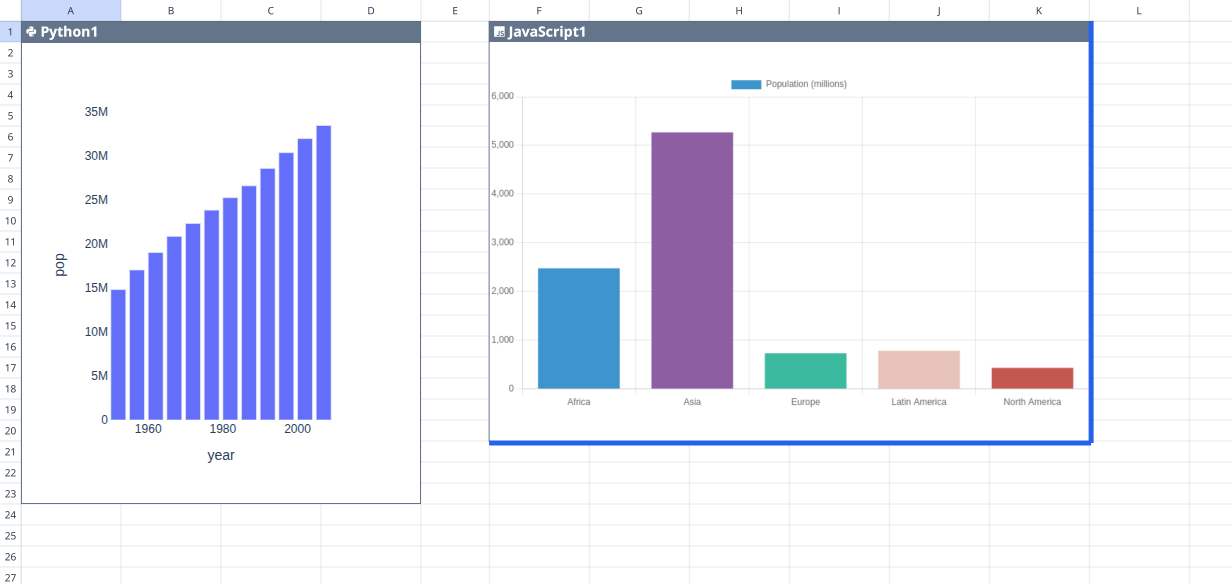 A B C D E F G H I J K L
1 Python1 JavaScript1
2
3
4
5
6
7
8
9
10
11
12
13
14
15
16
17
18
19
20
21
22
23
24
25
26
27
35M
30M
25M
20M
15M
10M
5M
0
pop
1960 1980 2000
year
Population (millions)
6,000
5,000
4,000
3,000
2,000
1,000
0
Africa Asia Europe Latin America North America